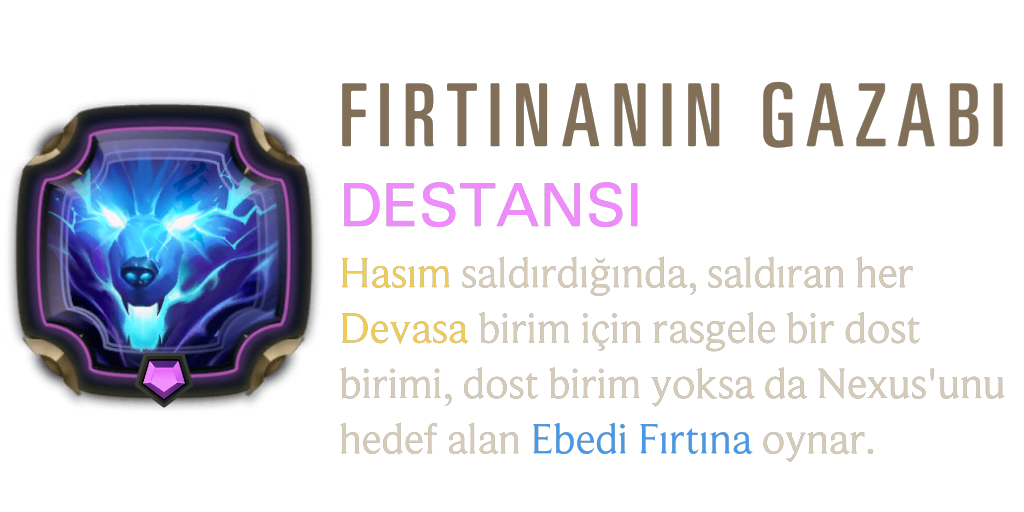 FIRTINANIN GAZABI
DESTANSI
Hasım saldırdığında, saldıran her
Devasa birim için rasgele bir dost
birimi, dost birim yoksa da Nexus'unu
hedef alan Ebedi Fırtına oynar.